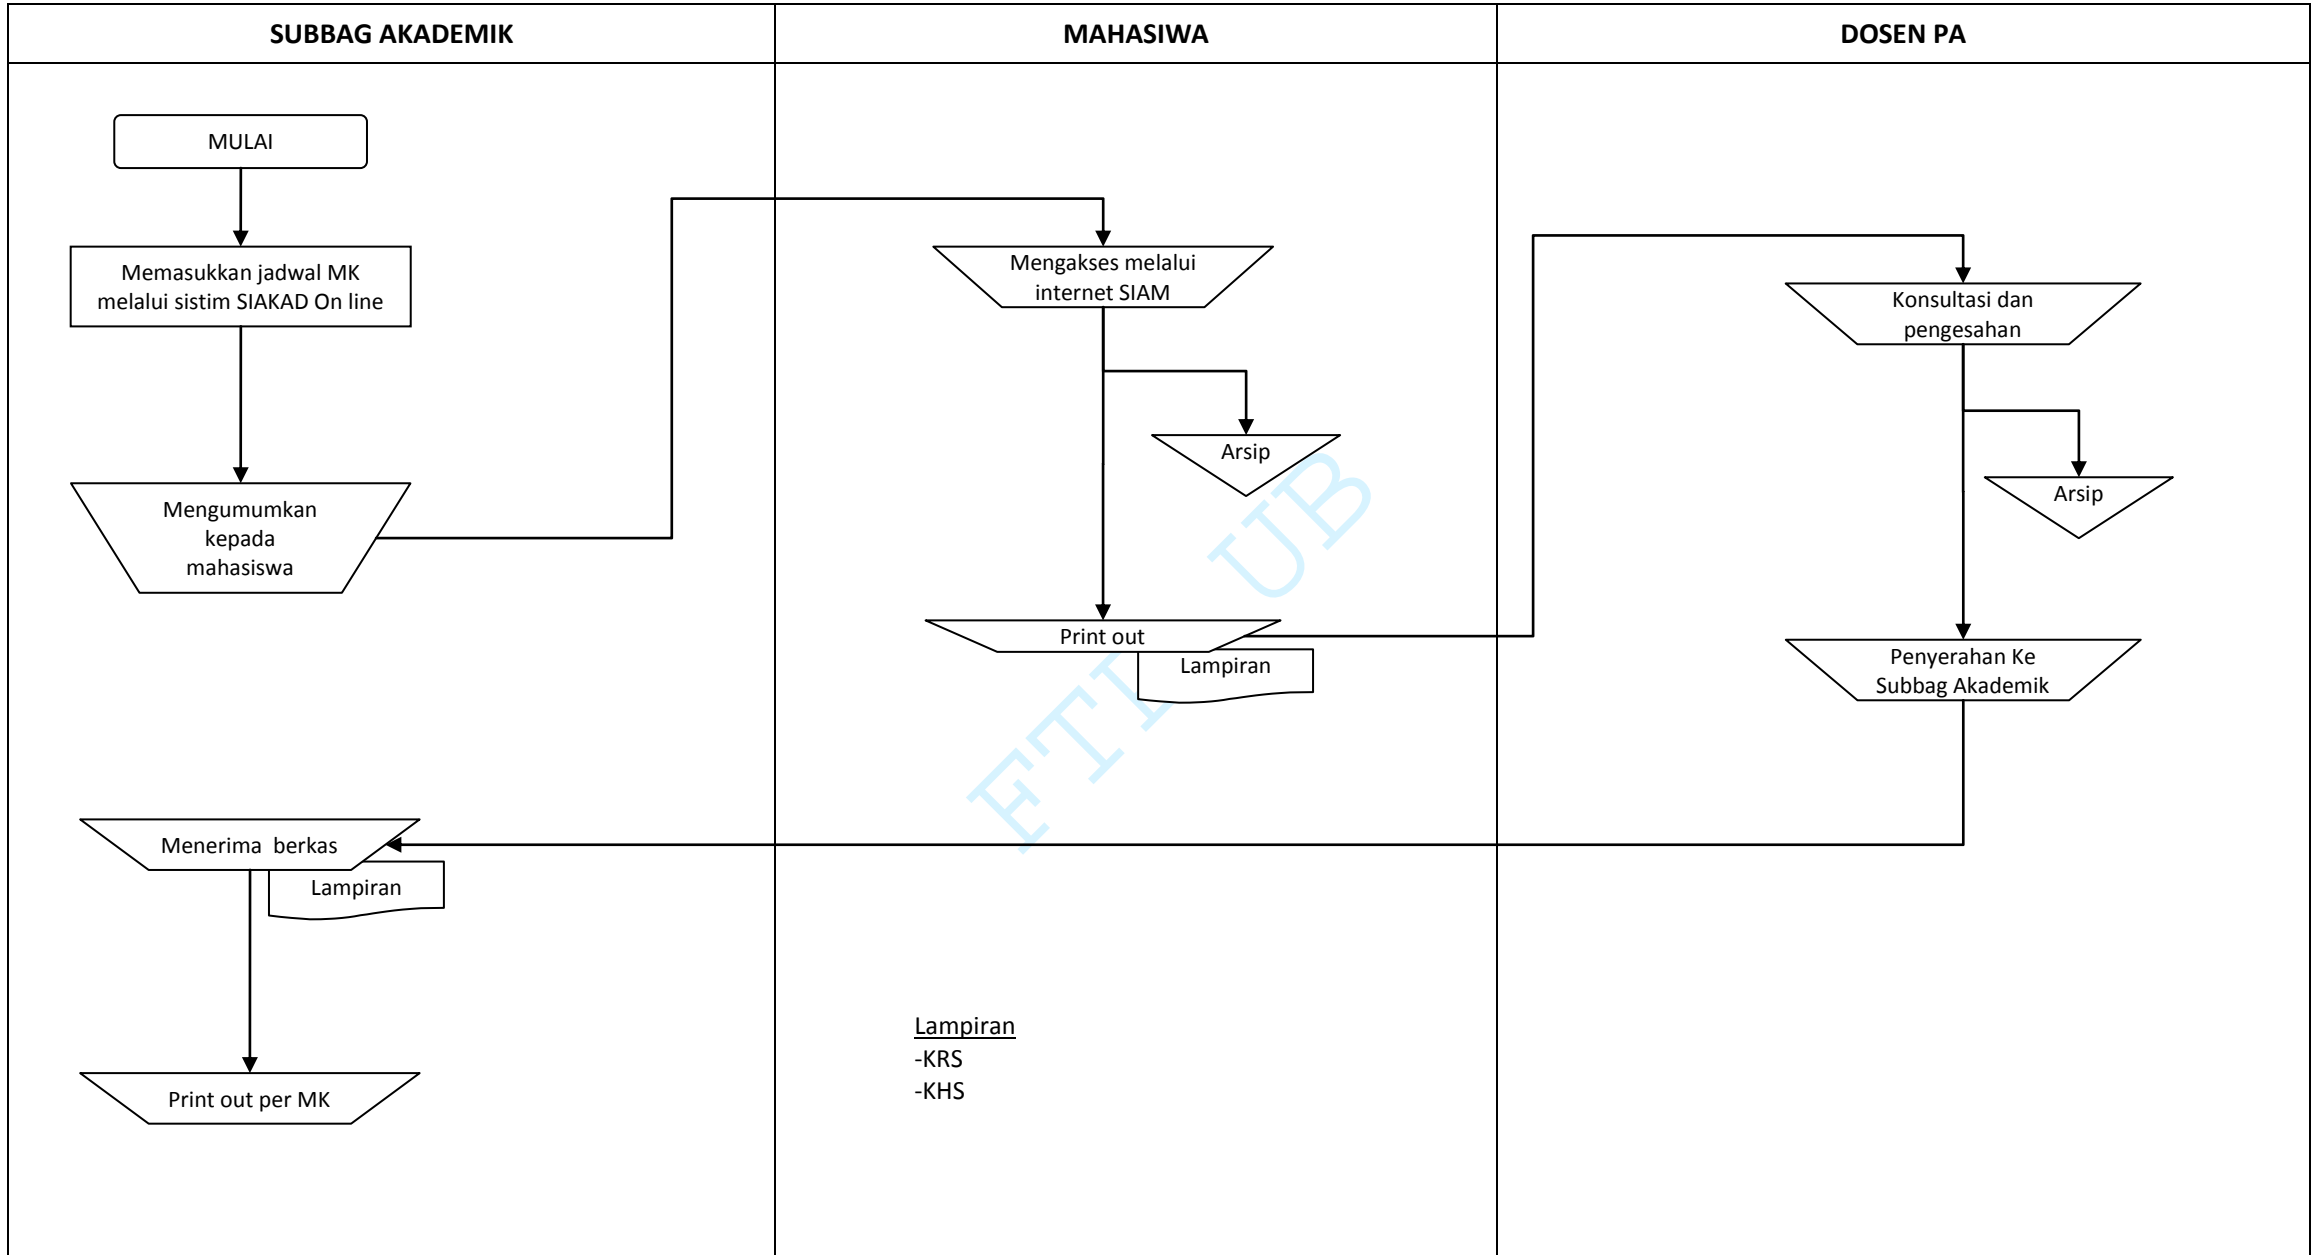 SUBBAG AKADEMIK
MAHASIWA
DOSEN PA
MULAI
Memasukkan jadwal MK
melalui sistim SIAKAD On line
Mengumumkan
kepada
mahasiswa
Menerima berkas
Lampiran
Print out per MK
Mengakses melalui
internet SIAM
Arsip
Print out
Lampiran
Lampiran
-KRS
-KHS
Konsultasi dan
pengesahan
Arsip
Penyerahan Ke
Subbag Akademik
FTI UB